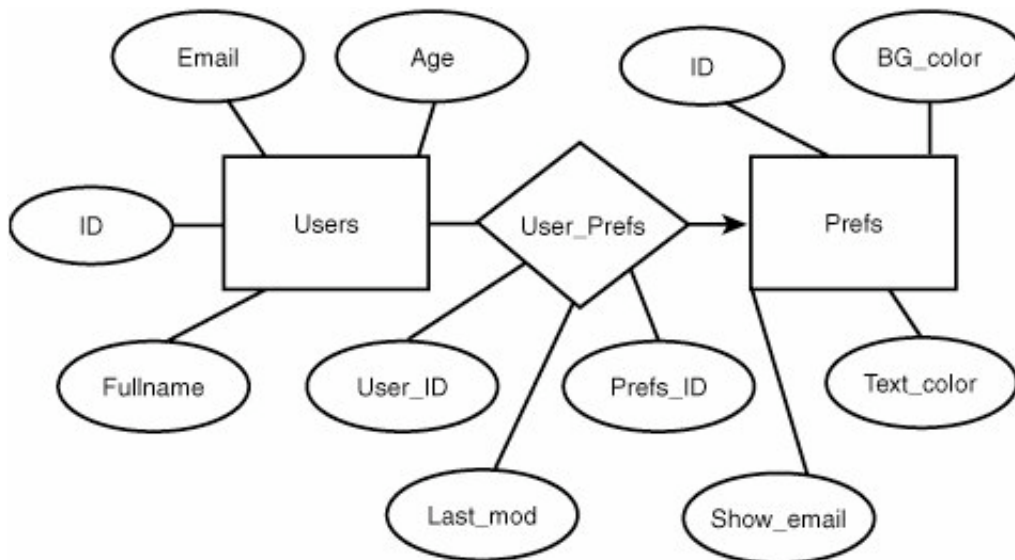 Email
Age
ID
BG_color
ID
Users
User_Prefs
Prefs
Fullname
User_ID
Prefs_ID
Text_color
Last_mod
Show_email